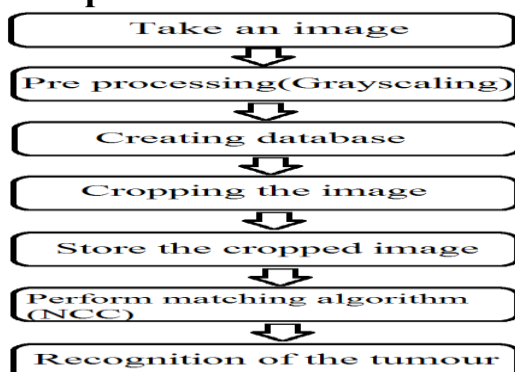 Take an image
Pre processing(Grayscaling)
Creating database
Cropping the image
Store the cropped image
Perform matching algorithm
(NCC)
Recognition of the tumour